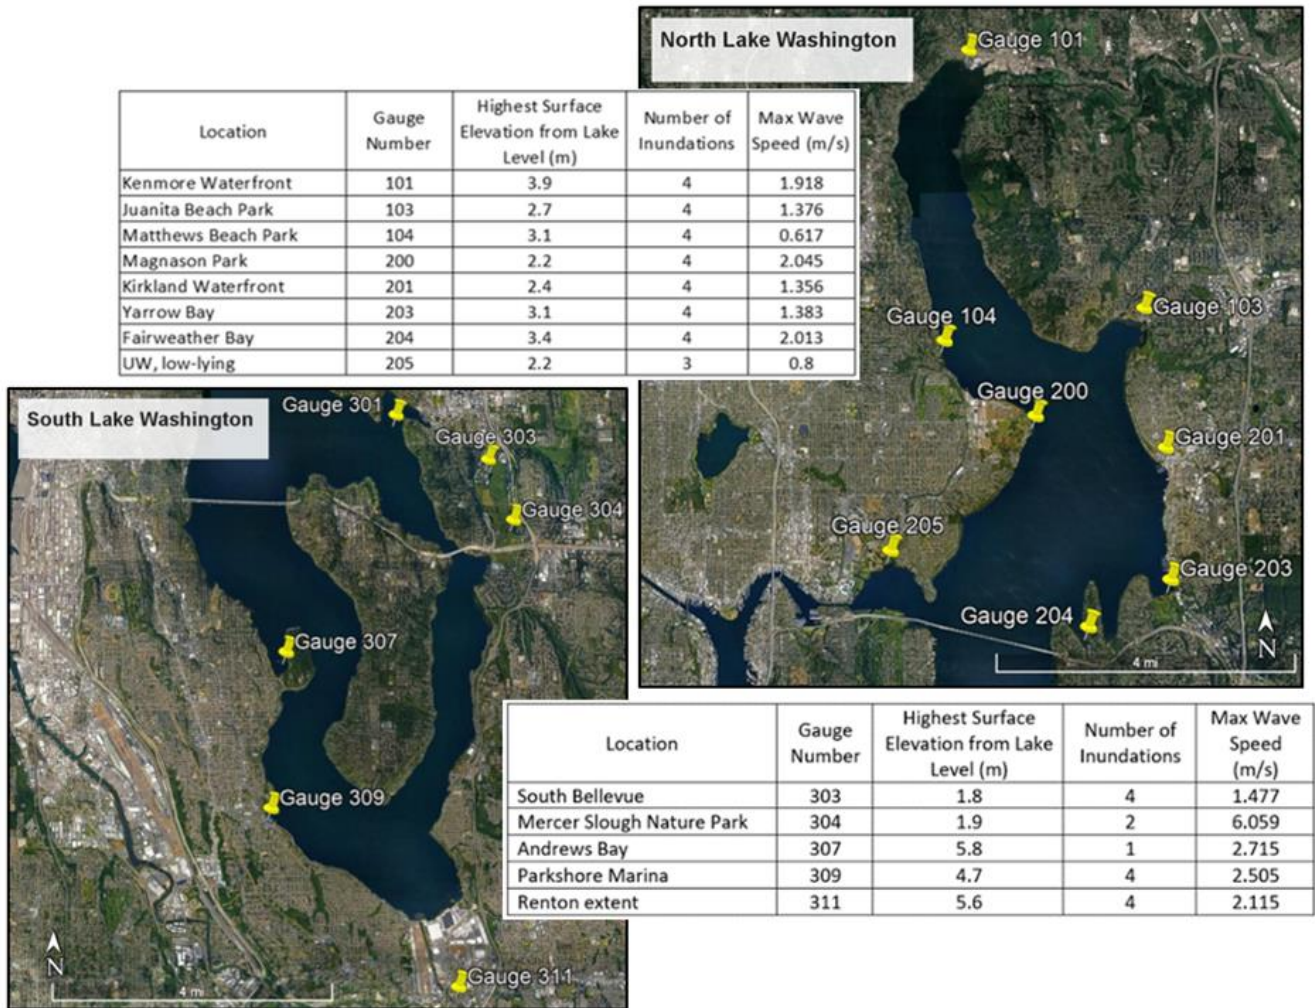 North Lake Washington
Gauge 101
Location Gauge Number Highest Surface Elevation from Lake Level (m) Number of Inundations Max Wave Speed (m/s)
Kenmore Waterfront 101 3.9 4 1.918
Juanita Beach Park 103 2.7 4 1.376
Matthews Beach Park 104 3.1 4 0.617
Magnason Park 200 2.2 4 2.045
Kirkland Waterfront 201 2.4 4 1.356
Yarrow Bay 203 3.1 4 1.383
Fairweather Bay 204 3.4 4 2.013
UW, low-lying 205 2.2 3 0.8
Gauge 103
Gauge 104
Gauge 200
Gauge 201
Gauge 205
Gauge 203
Gauge 204
N
4 mi
South Lake Washington
Gauge 301
Gauge 303
Gauge 304
Gauge 307
Gauge 309
Gauge 311
N
4 mi
Location Gauge Number Highest Surface Elevation from Lake Level (m) Number of Inundations Max Wave Speed (m/s)
South Bellevue 303 1.8 4 1.477
Mercer Slough Nature Park 304 1.9 2 6.059
Andrews Bay 307 5.8 1 2.715
Parkshore Marina 309 4.7 4 2.505
Renton extent 311 5.6 4 2.115